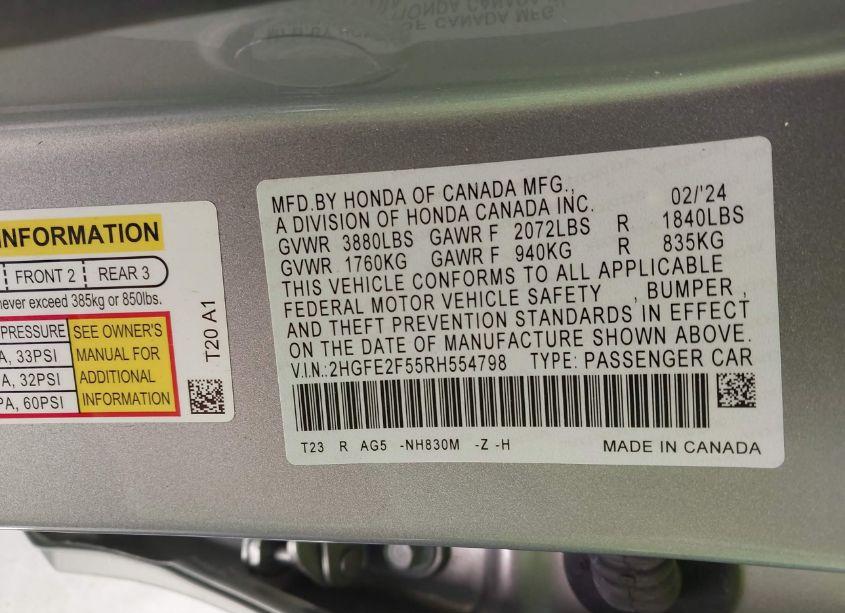 INFORMATION
FRONT 2 REAR 3
never exceed 385kg or 850lbs.
PRESSURE SEE OWNER'S
A, 33PSI MANUAL FOR
A, 32PSI ADDITIONAL
PA, 60PSI INFORMATION
T20 A1
MFD.BY HONDA OF CANADA MFG., 02/'24
A DIVISION OF HONDA CANADA INC.
GVWR 3880LBS GAWR F 2072LBS R 1840LBS
GVWR 1760KG GAWR F 940KG R 835KG
THIS VEHICLE CONFORMS TO ALL APPLICABLE
FEDERAL MOTOR VEHICLE SAFETY , BUMPER ,
AND THEFT PREVENTION STANDARDS IN EFFECT
ON THE DATE OF MANUFACTURE SHOWN ABOVE.
V.I.N.:2HGFE2F55RH554798 TYPE: PASSENGER CAR
T23 R AG5 -NH830M -Z -H MADE IN CANADA